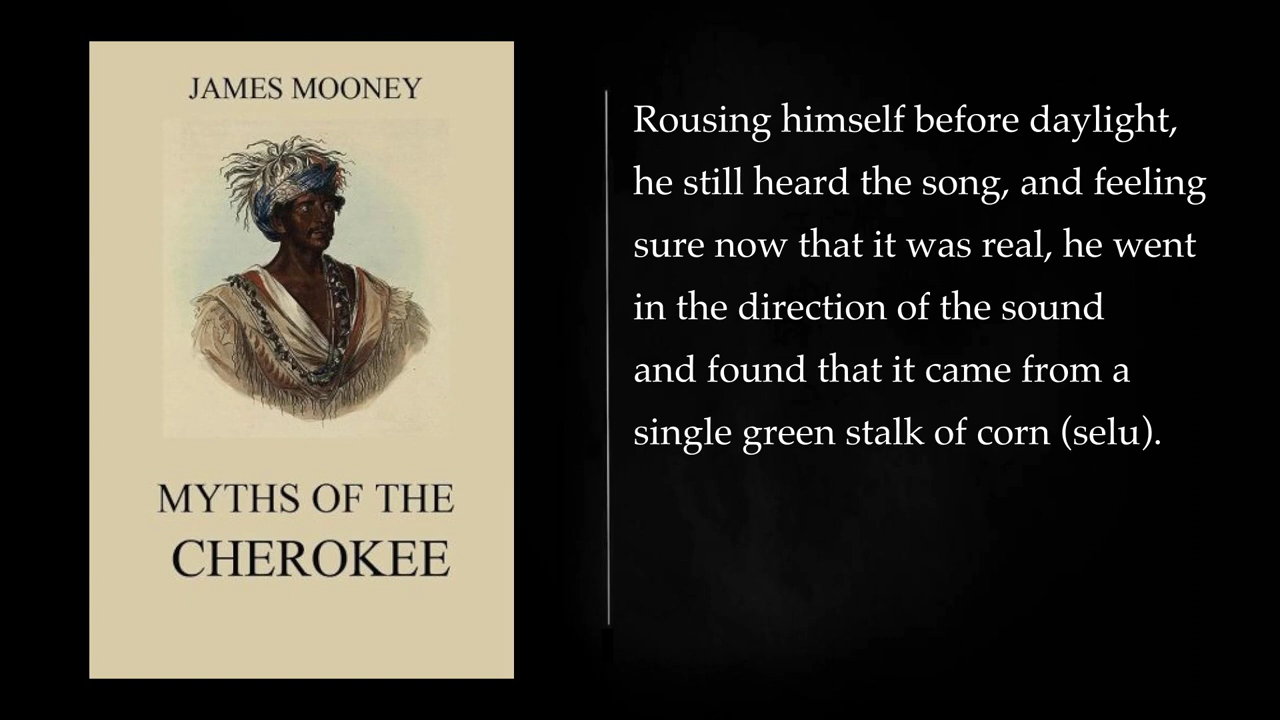 JAMES MOONEY
MYTHS OF THE
CHEROKEE
Rousing himself before daylight,
he still heard the song, and feeling
sure now that it was real, he went
in the direction of the sound
and found that it came from a
single green stalk of corn (selu).